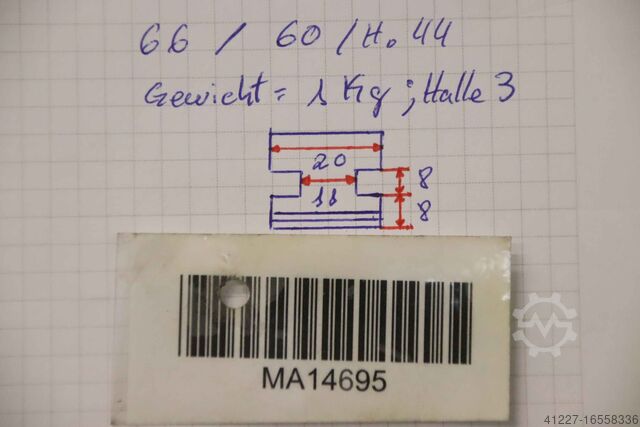 66 / 60 / H. 44
Gewicht = 1 Kg ; Halle 3
20
11
8
8
MA14695
41227-16558336